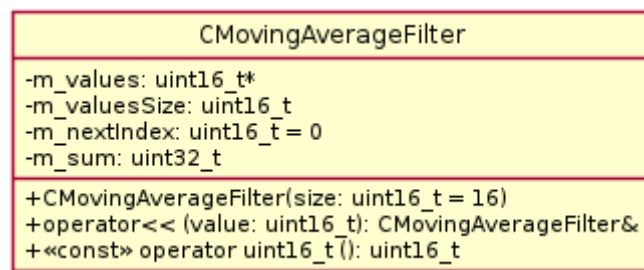 CMovingAverageFilter
-m_values: uint16_t*
-m_valuesSize: uint16_t
-m_nextIndex: uint16_t = 0
-m_sum: uint32_t
+CMovingAverageFilter(size: uint16_t = 16)
+operator<< (value: uint16_t): CMovingAverageFilter&
+«const» operator uint16_t (): uint16_t